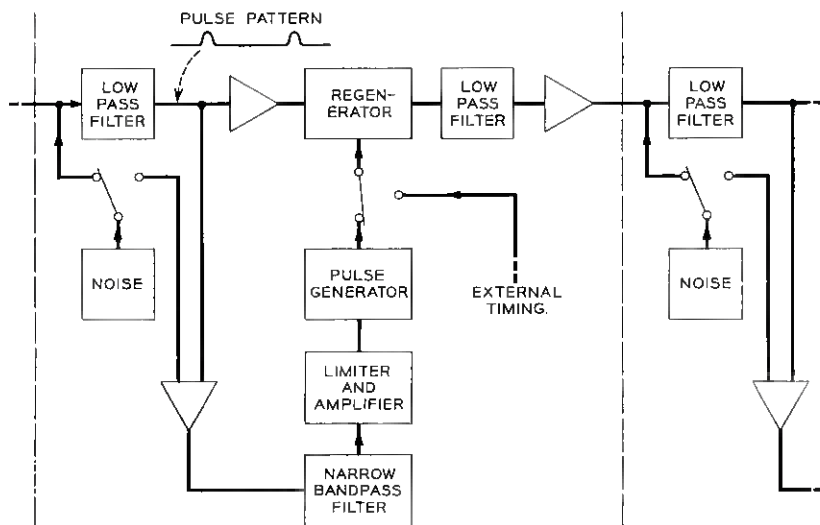 PULSE PATTERN
LOW
PASS
FILTER
REGEN-
ERATOR
LOW
PASS
FILTER
LOW
PASS
FILTER
NOISE
PULSE
GENERATOR
EXTERNAL
TIMING.
NOISE
LIMITER
AND
AMPLIFIER
NARROW
BANDPASS
FILTER